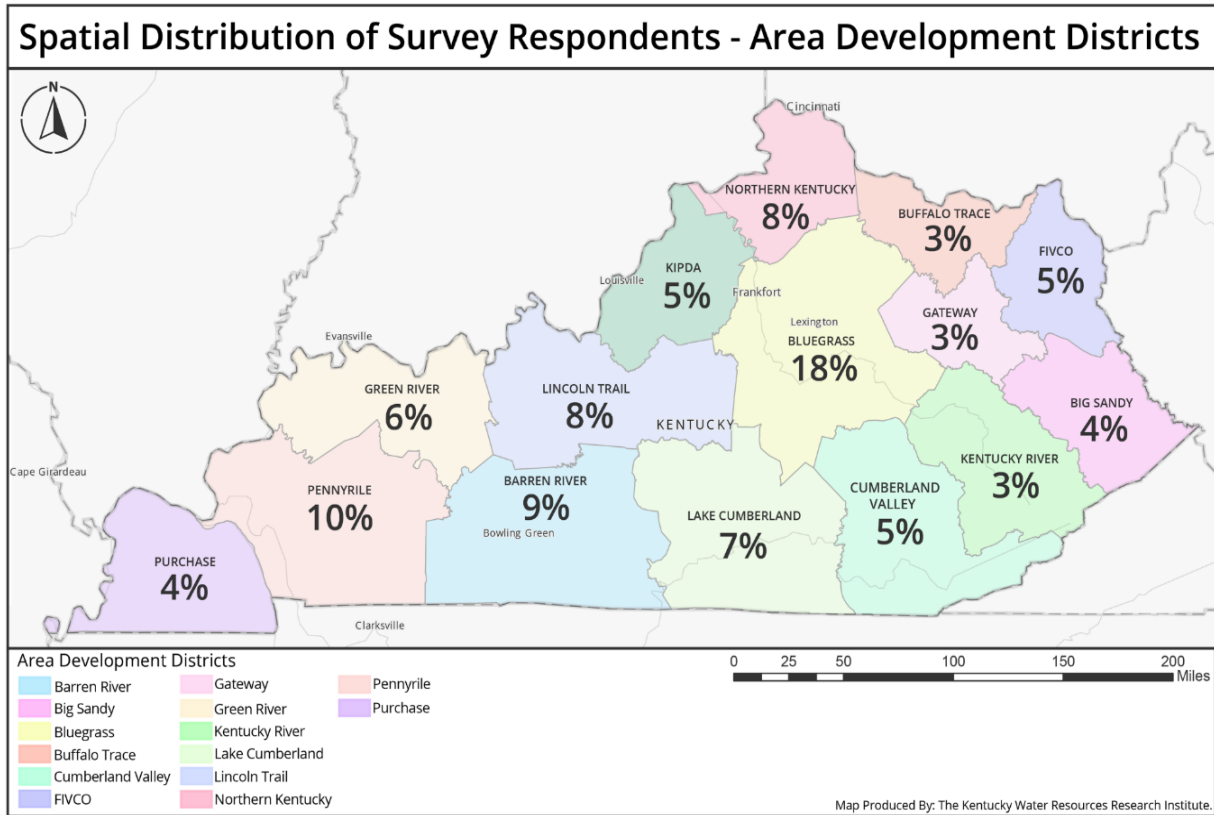 Spatial Distribution of Survey Respondents - Area Development Districts
N
Cincinnati
NORTHERN KENTUCKY
8%
BUFFALO TRACE
3%
FIVCO
5%
KIPDA
5%
Louisville
Frankfort
GATEWAY
3%
Lexington
BLUEGRASS
18%
Evansville
GREEN RIVER
6%
LINCOLN TRAIL
8%
KENTUCKY
BIG SANDY
4%
KENTUCKY RIVER
3%
Cape Girardeau
PENNYRILE
10%
BARREN RIVER
9%
Bowling Green
LAKE CUMBERLAND
7%
CUMBERLAND
VALLEY
5%
PURCHASE
4%
Clarksville
Area Development Districts
Barren River
Big Sandy
Bluegrass
Buffalo Trace
Cumberland Valley
FIVCO
Gateway
Green River
Kentucky River
Lake Cumberland
Lincoln Trail
Northern Kentucky
Pennyrile
Purchase
0 25 50 100 150 200
Miles
Map Produced By: The Kentucky Water Resources Research Institute.